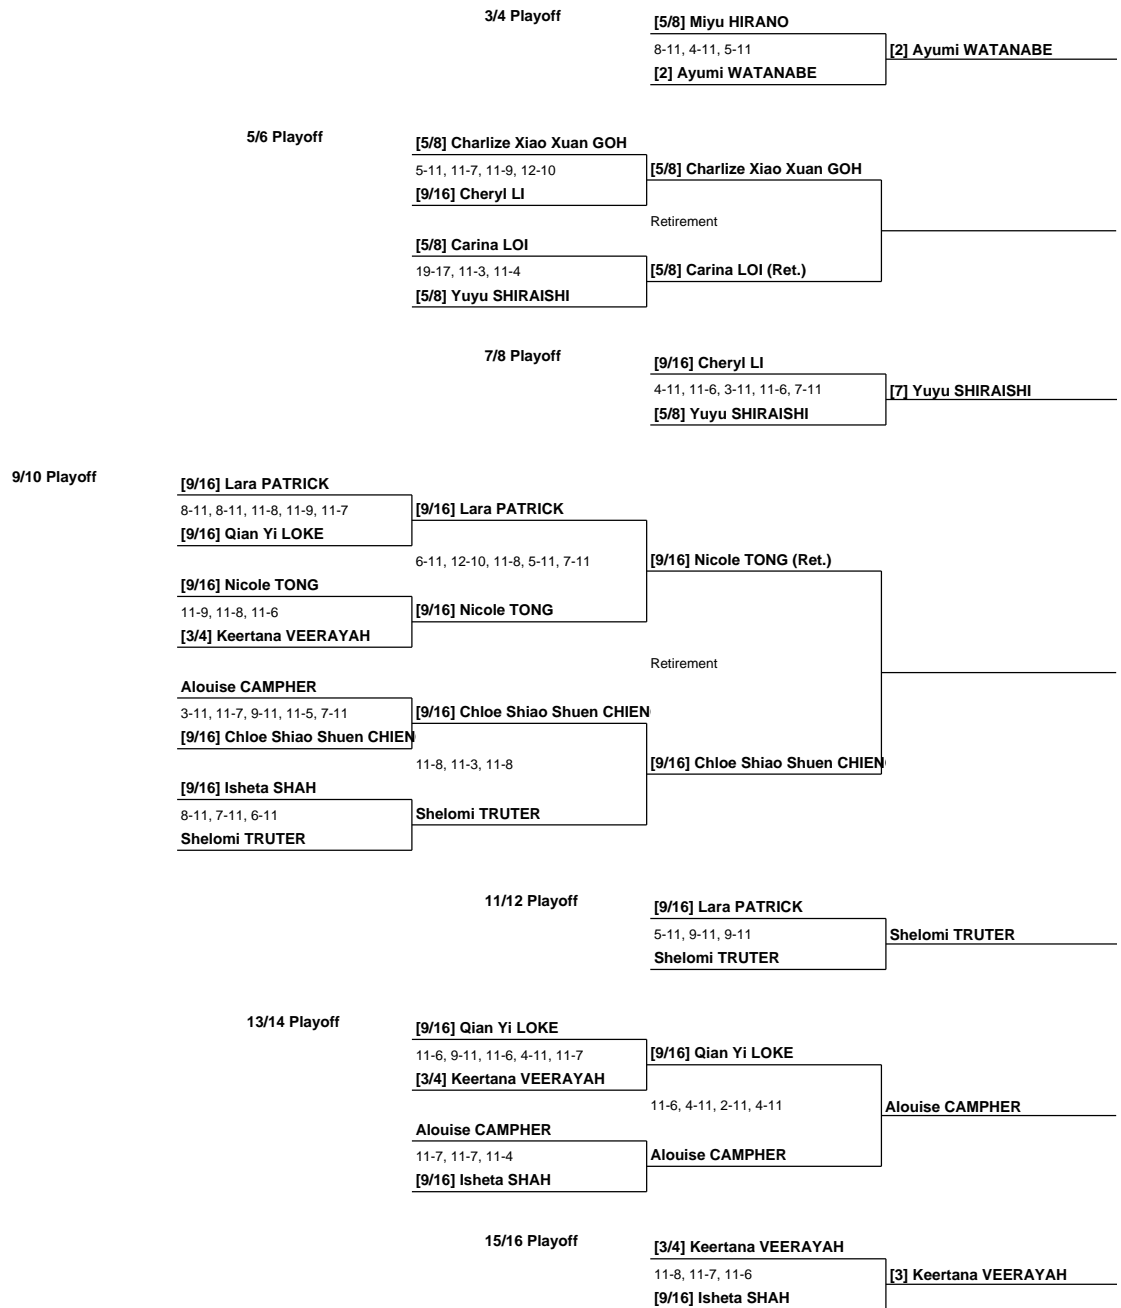 3/4 Playoff
[5/8] Miyu HIRANO
8-11, 4-11, 5-11
[2] Ayumi WATANABE
[2] Ayumi WATANABE
5/6 Playoff
[5/8] Charlize Xiao Xuan GOH
5-11, 11-7, 11-9, 12-10
[9/16] Cheryl LI
[5/8] Charlize Xiao Xuan GOH
Retirement
[5/8] Carina LOI
19-17, 11-3, 11-4
[5/8] Yuyu SHIRAISHI
[5/8] Carina LOI (Ret.)
7/8 Playoff
[9/16] Cheryl LI
4-11, 11-6, 3-11, 11-6, 7-11
[5/8] Yuyu SHIRAISHI
[7] Yuyu SHIRAISHI
9/10 Playoff
[9/16] Lara PATRICK
8-11, 8-11, 11-8, 11-9, 11-7
[9/16] Qian Yi LOKE
[9/16] Lara PATRICK
6-11, 12-10, 11-8, 5-11, 7-11
[9/16] Nicole TONG (Ret.)
[9/16] Nicole TONG
11-9, 11-8, 11-6
[3/4] Keertana VEERAYAH
[9/16] Nicole TONG
Retirement
Alouise CAMPHER
3-11, 11-7, 9-11, 11-5, 7-11
[9/16] Chloe Shiao Shuen CHIEN
[9/16] Chloe Shiao Shuen CHIEN
11-8, 11-3, 11-8
[9/16] Chloe Shiao Shuen CHIEN
[9/16] Isheta SHAH
8-11, 7-11, 6-11
Shelomi TRUTER
Shelomi TRUTER
11/12 Playoff
[9/16] Lara PATRICK
5-11, 9-11, 9-11
Shelomi TRUTER
Shelomi TRUTER
13/14 Playoff
[9/16] Qian Yi LOKE
11-6, 9-11, 11-6, 4-11, 11-7
[3/4] Keertana VEERAYAH
[9/16] Qian Yi LOKE
11-6, 4-11, 2-11, 4-11
Alouise CAMPHER
Alouise CAMPHER
11-7, 11-7, 11-4
[9/16] Isheta SHAH
Alouise CAMPHER
15/16 Playoff
[3/4] Keertana VEERAYAH
11-8, 11-7, 11-6
[9/16] Isheta SHAH
[3] Keertana VEERAYAH